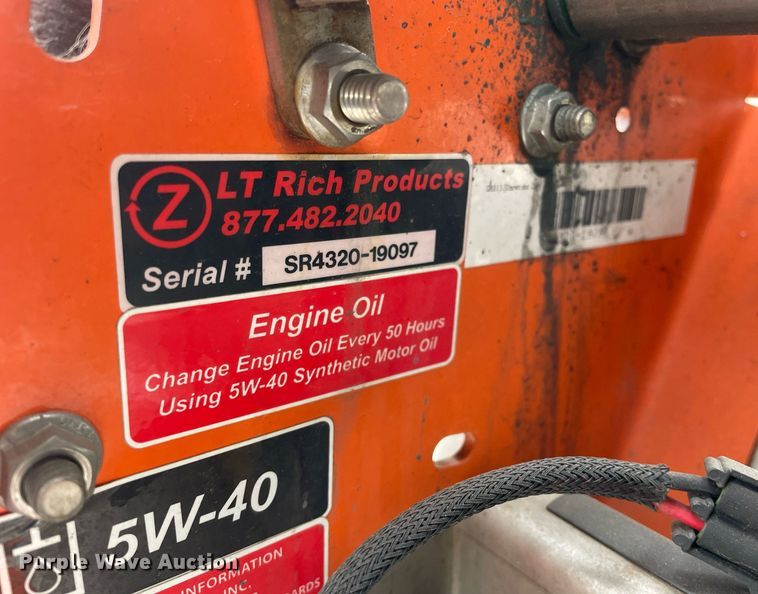 Z LT Rich Products
877.482.2040
Serial # SR4320-19097
Engine Oil
Change Engine Oil Every 50 Hours
Using 5W-40 Synthetic Motor Oil
5W-40
INFORMATION
INC.
Purple Wave Auction